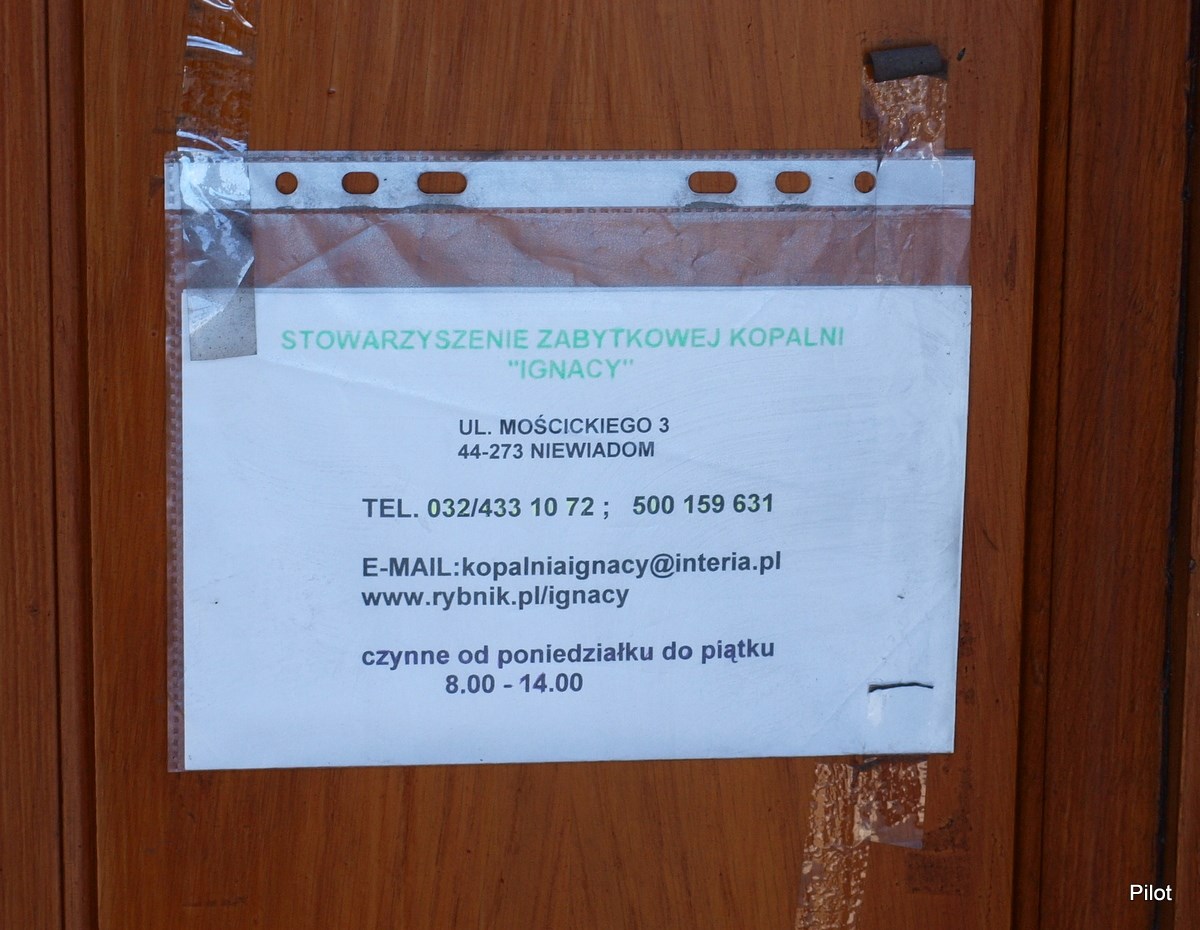 STOWARZYSZENIE ZABYTKOWEJ KOPALNI
"IGNACY"
UL. MOŚCICKIEGO 3
44-273 NIEWIADOM
TEL. 032/433 10 72 ; 500 159 631
E-MAIL:kopalniaignacy@interia.pl
www.rybnik.pl/ignacy
czynne od poniedziałku do piątku
8.00 - 14.00
Pilot